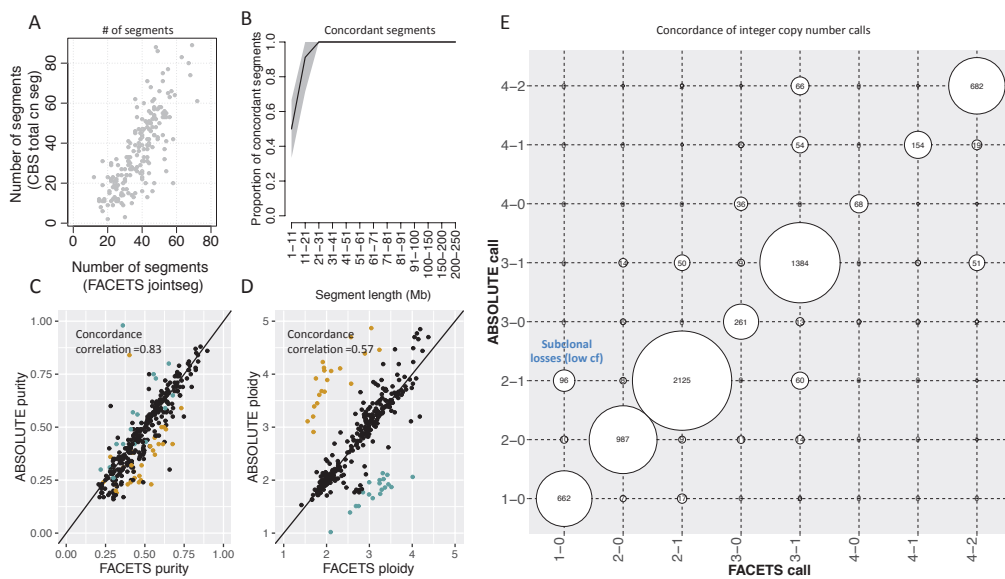 A
# of segments
Number of segments
(CBS total cn seg)
80
60
40
20
0
0 20 40 60 80
Number of segments
(FACETS jointseg)
B
Concordant segments
Proportion of concordant segments
1.0
0.8
0.6
0.4
0.2
0.0
1−11
11−21
21−31
31−41
41−51
51−61
61−71
71−81
81−91
91−100
100−150
150−200
200−250
Segment length (Mb)
C
Concordance
correlation =0.83
ABSOLUTE purity
1.00
0.75
0.50
0.25
0.00
0.00 0.25 0.50 0.75 1.00
FACETS purity
D
Concordance
correlation =0.57
ABSOLUTE ploidy
5
4
3
2
1
1 2 3 4 5
FACETS ploidy
E
Concordance of integer copy number calls
ABSOLUTE call
4−2
66 682
4−1
54 154 19
4−0
36 68
3−1
14 50 1384 51
3−0
261
Subclonal
losses (low cf)
2−1
96 2125 60
2−0
987
1−0
662 17
1−0 2−0 2−1 3−0 3−1 4−0 4−1 4−2
FACETS call